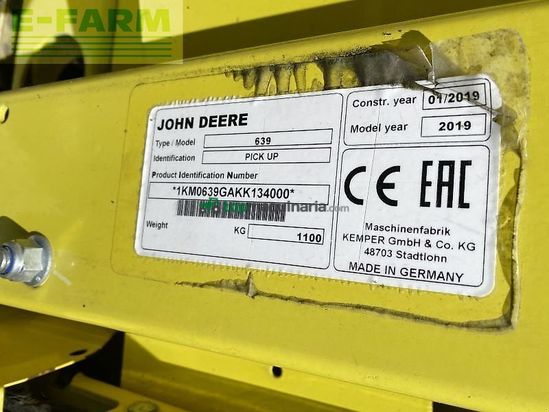 E-FARM
JOHN DEERE
Type / Model 639
Identification PICK UP
Product Identification Number
*1KM0639GAKK134000*
Weight KG 1100
Constr. year 01/2019
Model year 2019
CE EAC
Maschinenfabrik
KEMPER GmbH & Co. KG
48703 Stadtlohn
MADE IN GERMANY